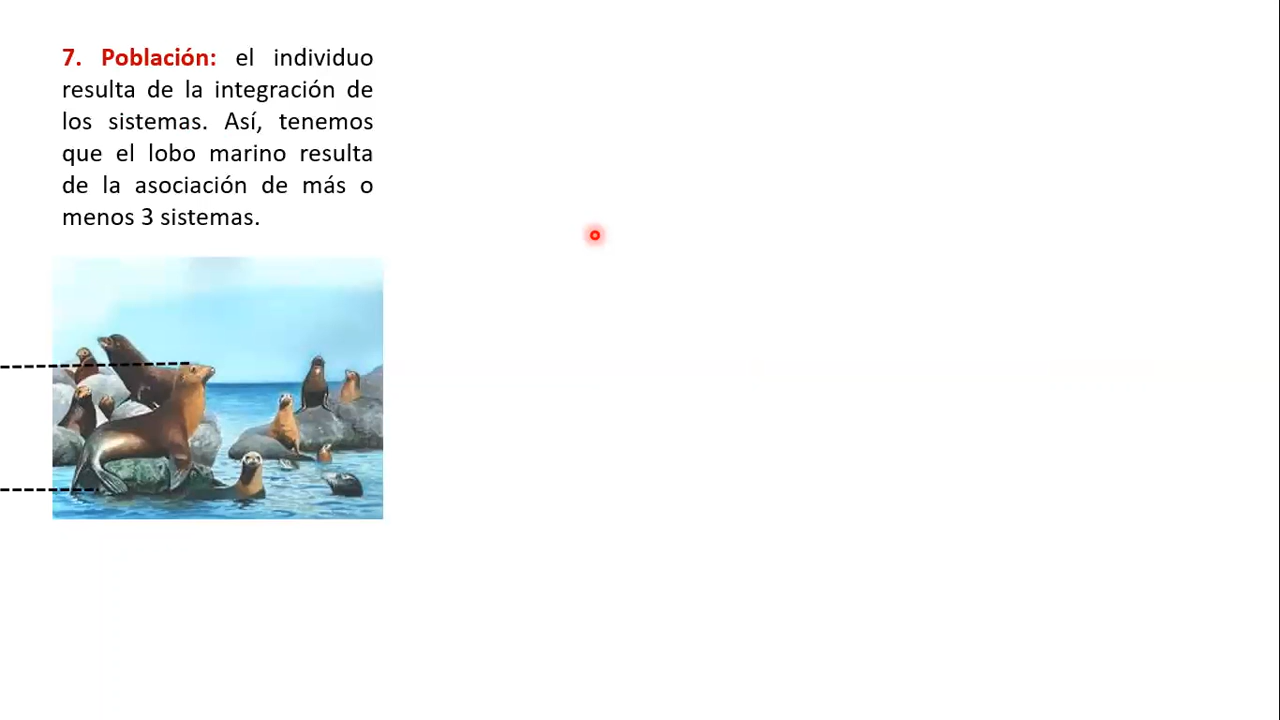 7. Población: el individuo
resulta de la integración de
los sistemas. Así, tenemos
que el lobo marino resulta
de la asociación de más o
menos 3 sistemas.